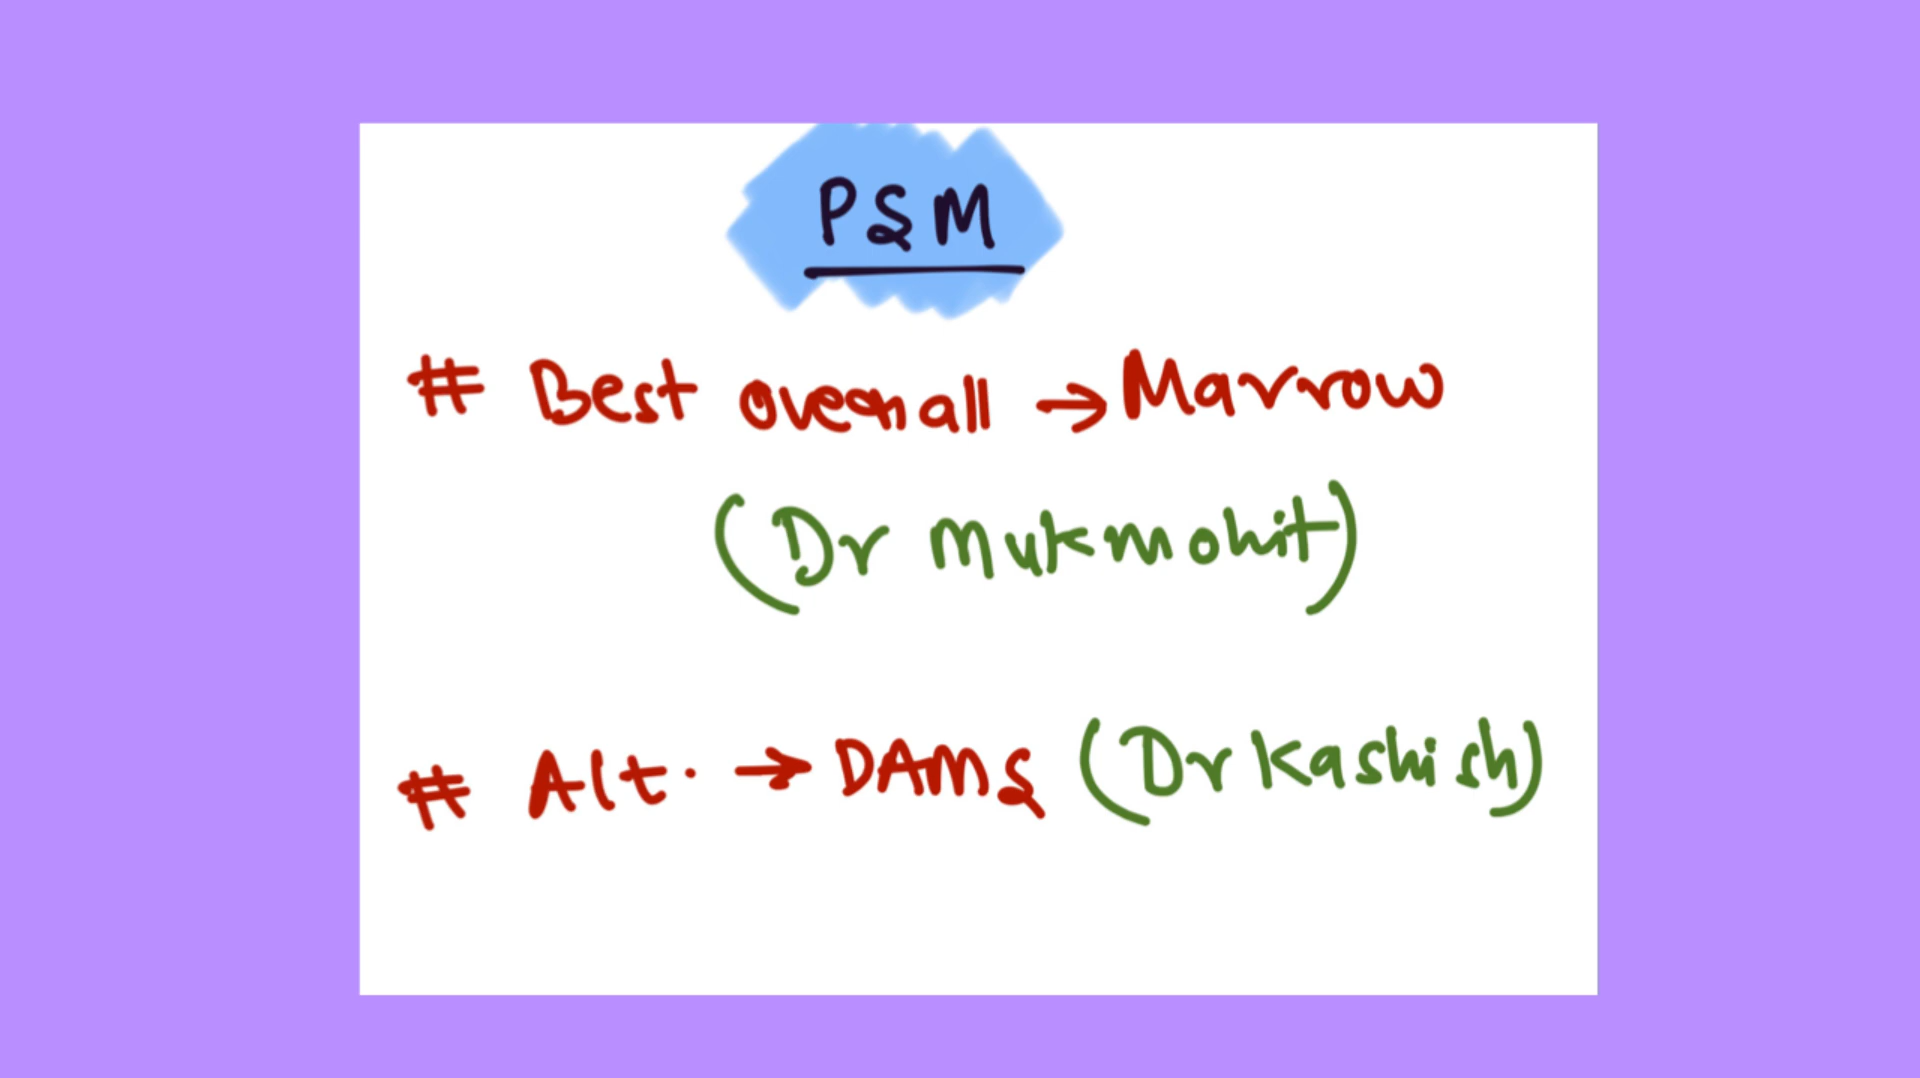 PSM
# Best overall → Marrow
(Dr Mukmohit)
# Alt. → DAMS (Dr Kashish)